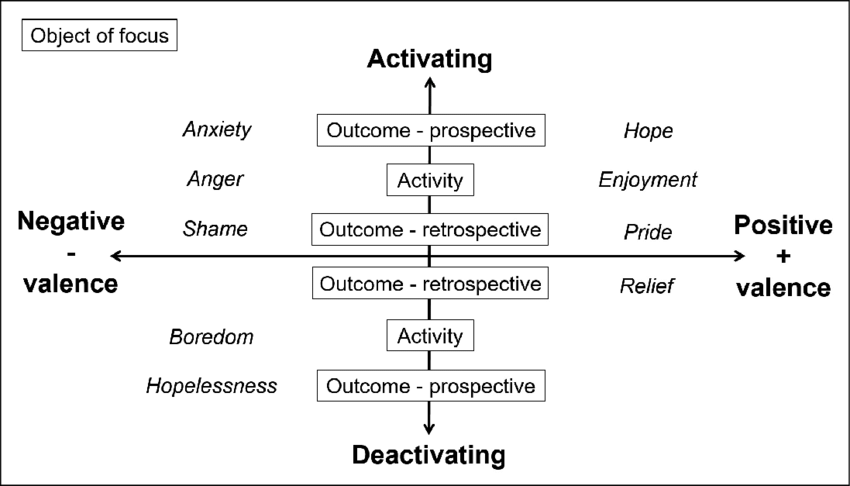 Object of focus
Activating
Anxiety Outcome - prospective Hope
Anger Activity Enjoyment
Negative
-
valence
Shame Outcome - retrospective Pride
Positive
+
valence
Outcome - retrospective Relief
Boredom Activity
Hopelessness Outcome - prospective
Deactivating